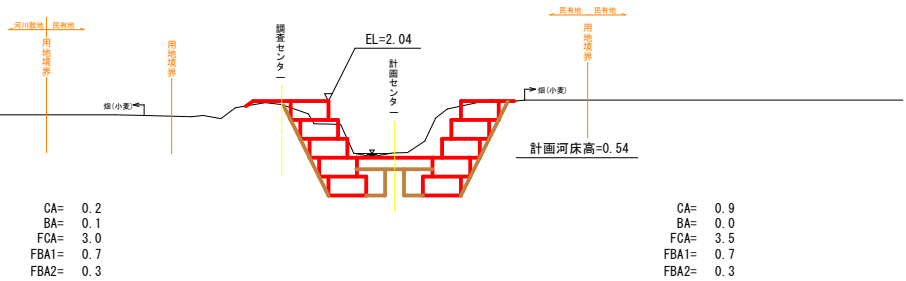 河川敷地 民有地
用地境界
用地境界
畑(小麦)
調査センター
EL=2.04
計画センター
畑(小麦)
民有地 民有地
用地境界
計画河床高=0.54
CA= 0.2
BA= 0.1
FCA= 3.0
FBA1= 0.7
FBA2= 0.3
CA= 0.9
BA= 0.0
FCA= 3.5
FBA1= 0.7
FBA2= 0.3